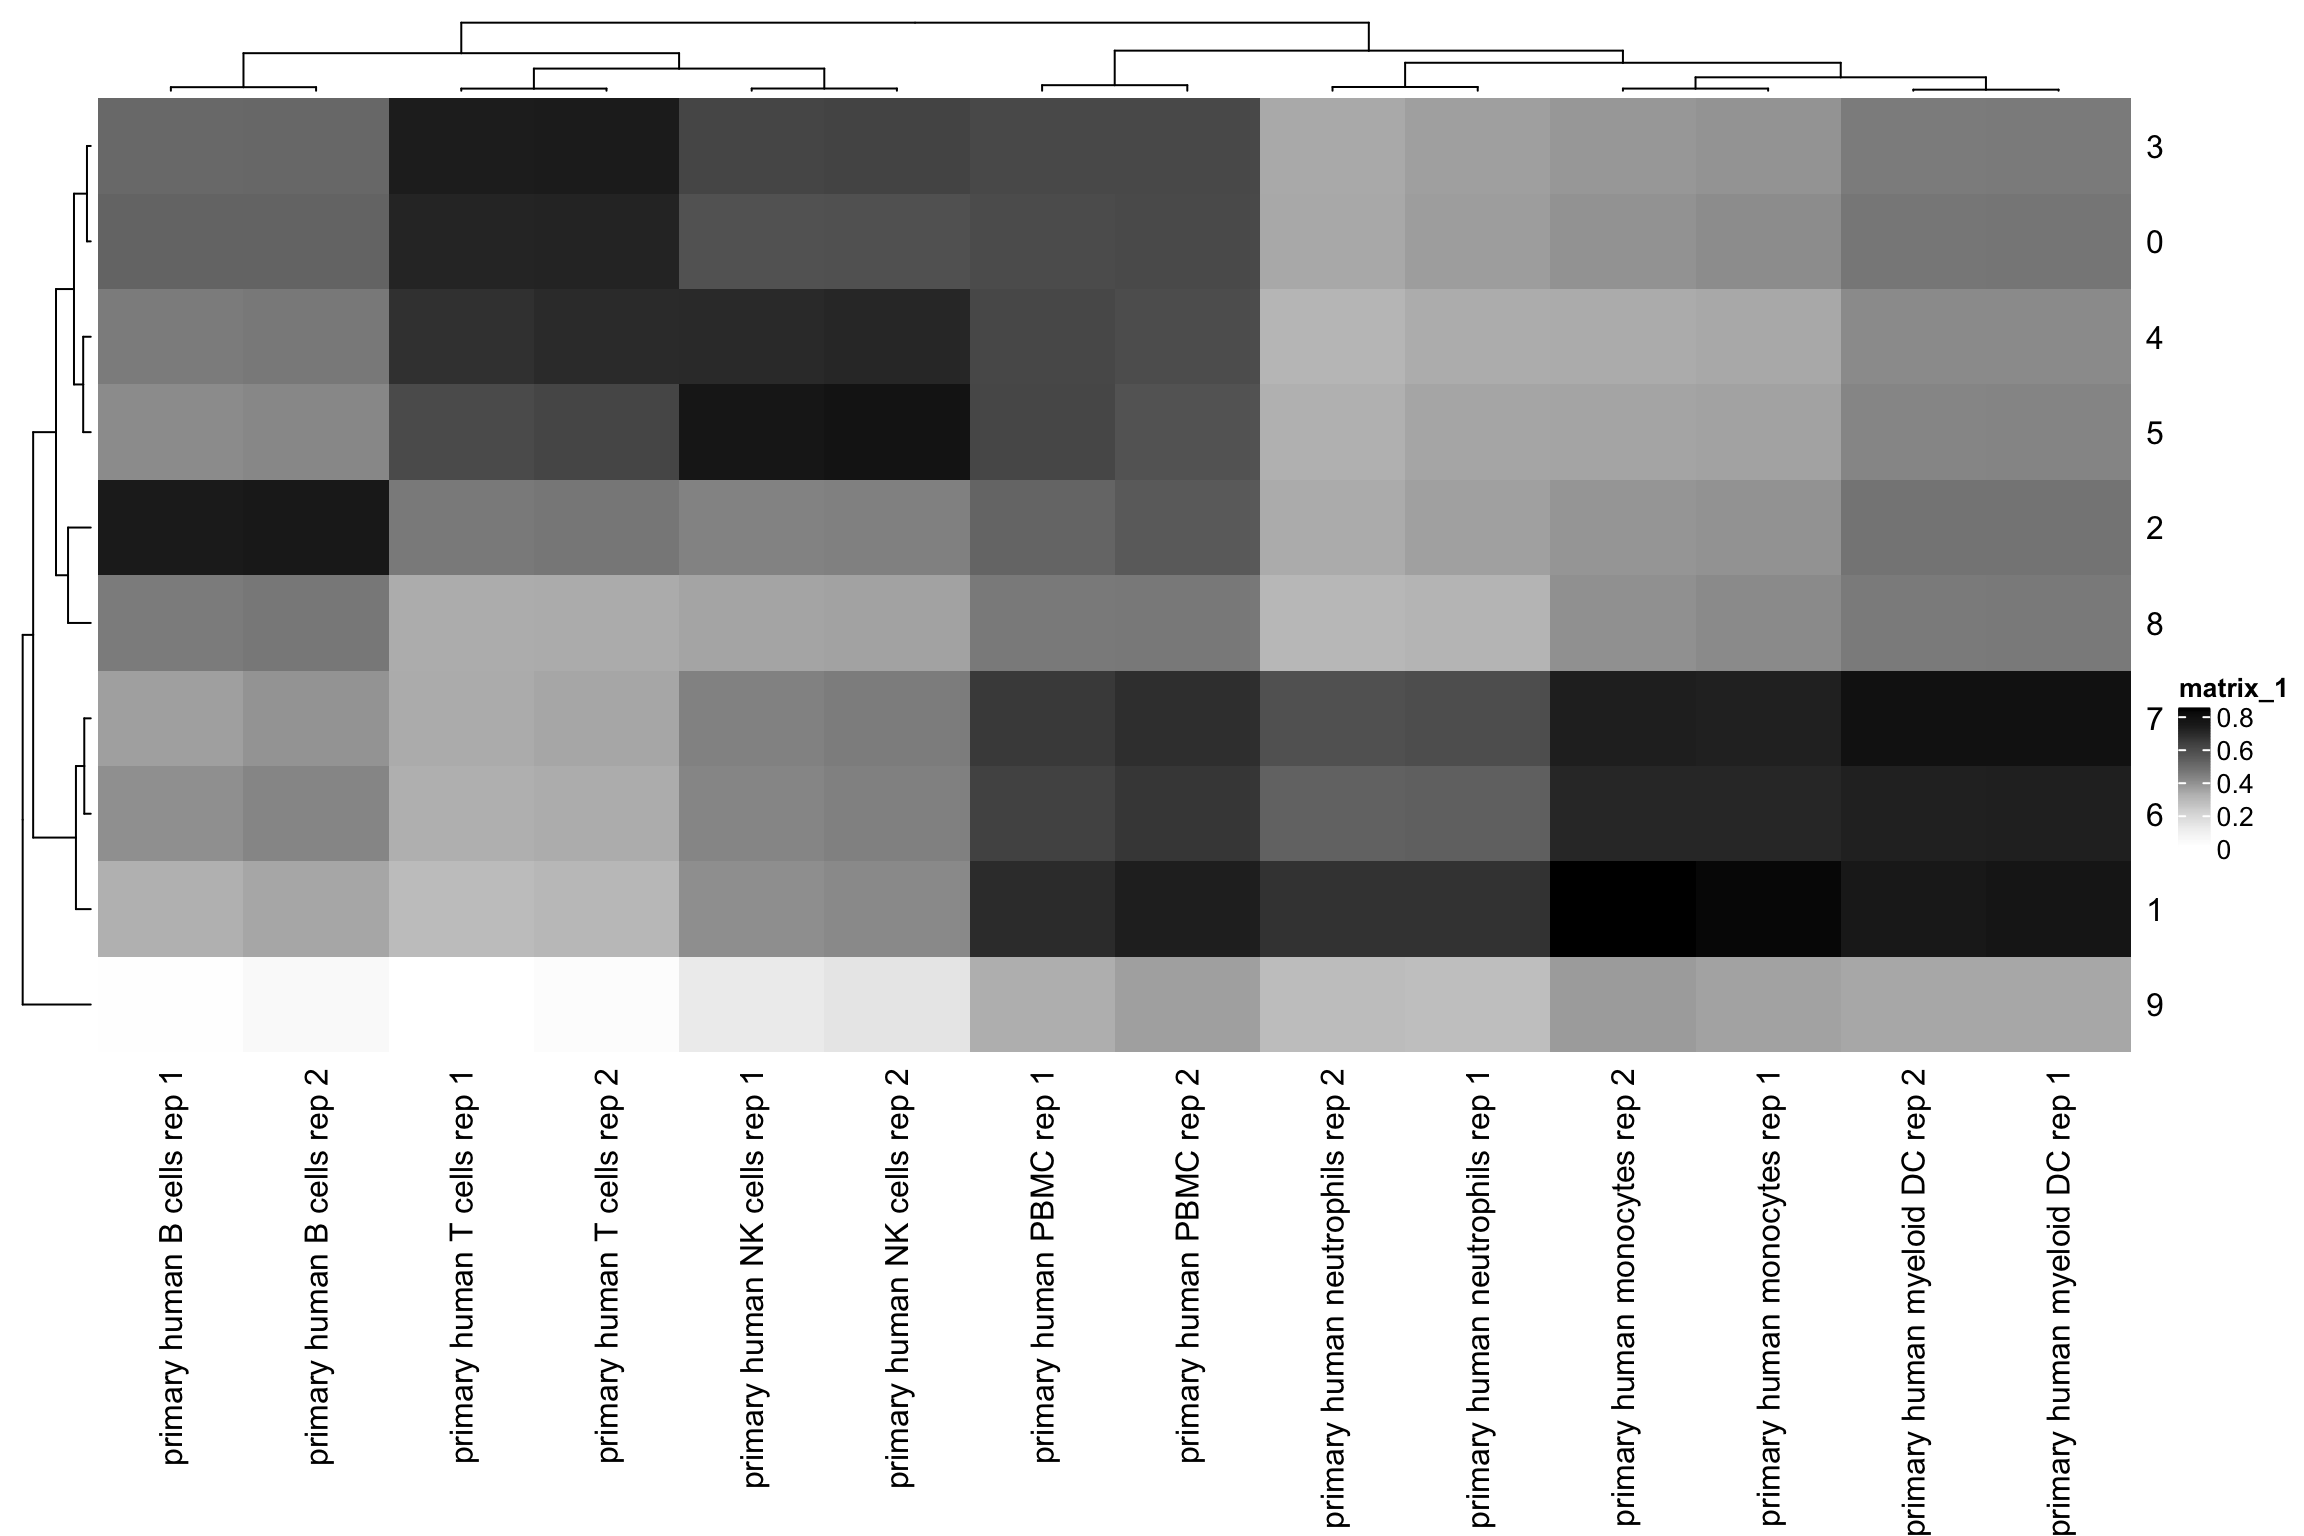 3
0
4
5
2
8
7
6
1
9
matrix_1
0.8
0.6
0.4
0.2
0
primary human B cells rep 1
primary human B cells rep 2
primary human T cells rep 1
primary human T cells rep 2
primary human NK cells rep 1
primary human NK cells rep 2
primary human PBMC rep 1
primary human PBMC rep 2
primary human neutrophils rep 2
primary human neutrophils rep 1
primary human monocytes rep 2
primary human monocytes rep 1
primary human myeloid DC rep 2
primary human myeloid DC rep 1